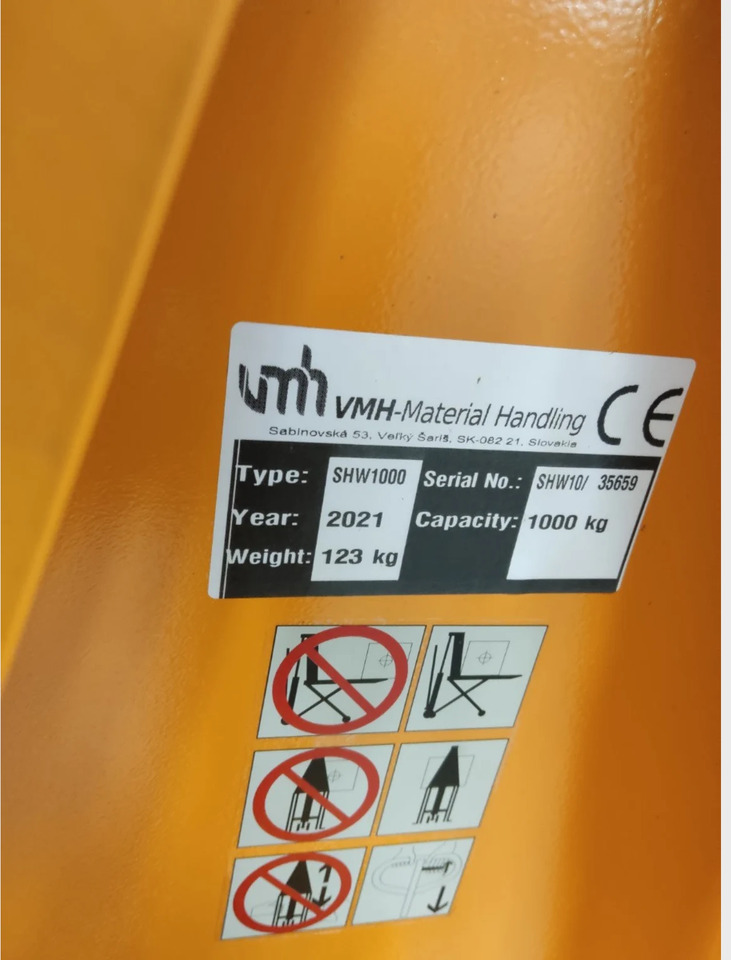 vmh VMH-Material Handling CE
Sabinovská 53, Veľký Šariš, SK-082 21, Slovakia
Type: SHW1000 Serial No.: SHW10/ 35659
Year: 2021 Capacity: 1000 kg
Weight: 123 kg